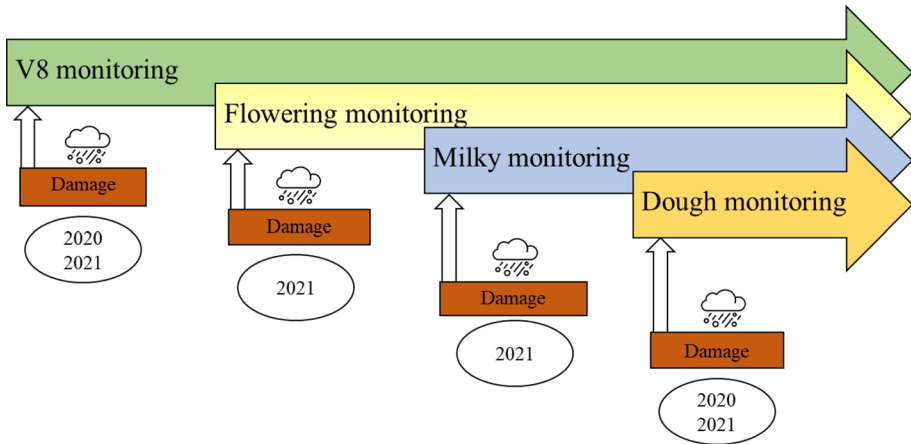 V8 monitoring
Flowering monitoring
Milky monitoring
Dough monitoring
Damage
2020
2021
Damage
2021
Damage
2021
Damage
2020
2021